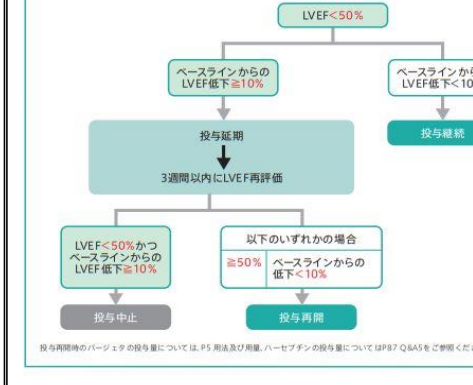 LVEF<50%
ベースラインからの
LVEF低下≧10%
ベースラインから
LVEF低下<10
投与延期
3週間以内にLVEF再評価
投与継続
LVEF<50%かつ
ベースラインからの
LVEF低下≧10%
以下のいずれかの場合
≧50%
ベースラインからの
低下<10%
投与中止
投与再開
投与再開時のパージェタの投与量については、P5 用法及び用量、ハーセプチンの投与量についてはP87 Q&A5をご参照くだ